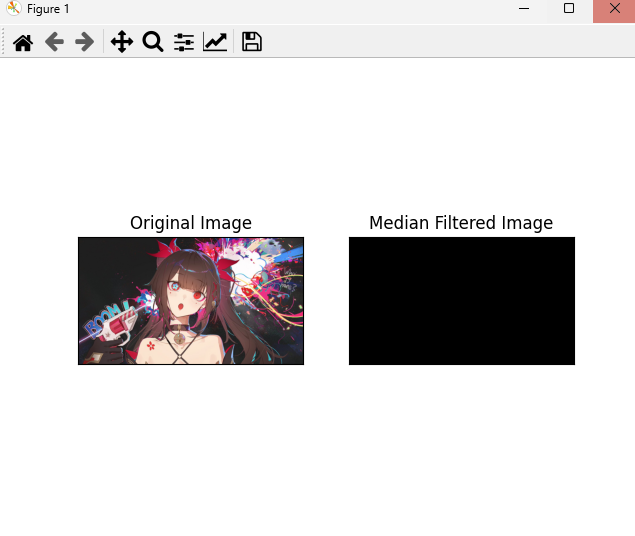 Figure 1
Original Image
Median Filtered Image
BOOM!